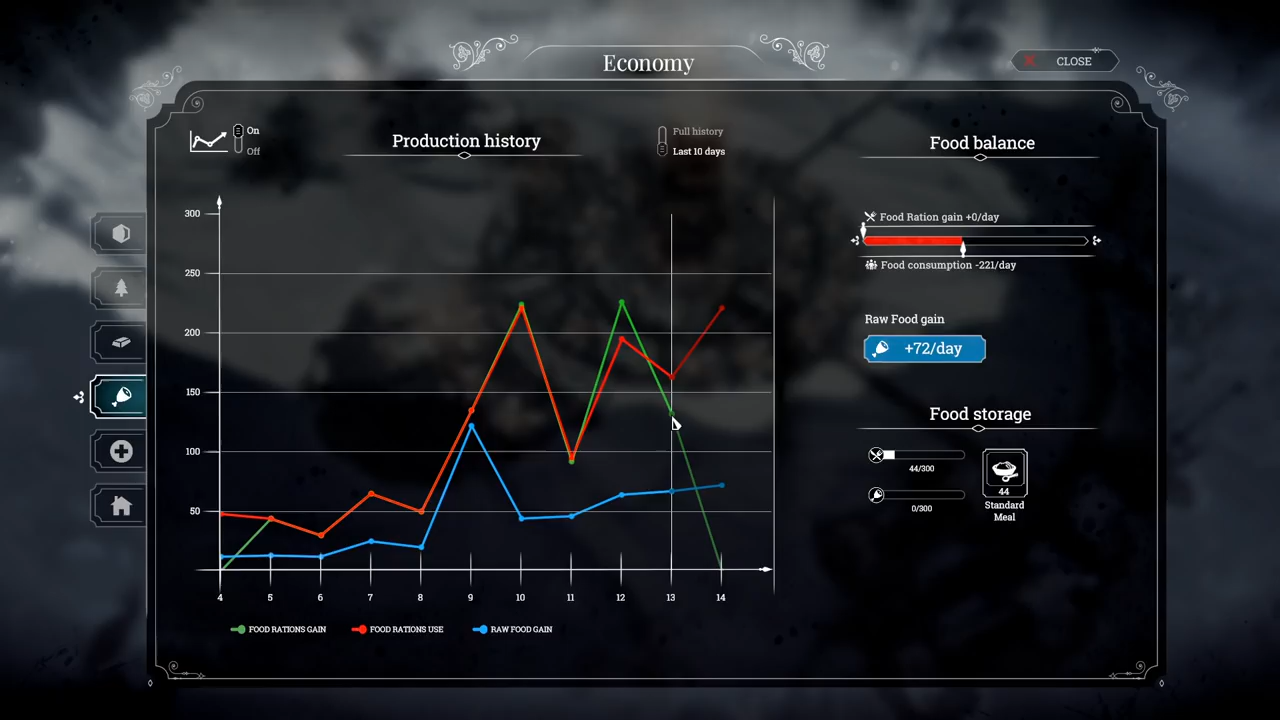 Economy
CLOSE
On
Off
Production history
Full history
Last 10 days
300
250
200
150
100
50
4 5 6 7 8 9 10 11 12 13 14
FOOD RATIONS GAIN FOOD RATIONS USE RAW FOOD GAIN
Food balance
Food Ration gain +0/day
Food consumption -221/day
Raw Food gain
+72/day
Food storage
44/300
0/300
44
Standard
Meal